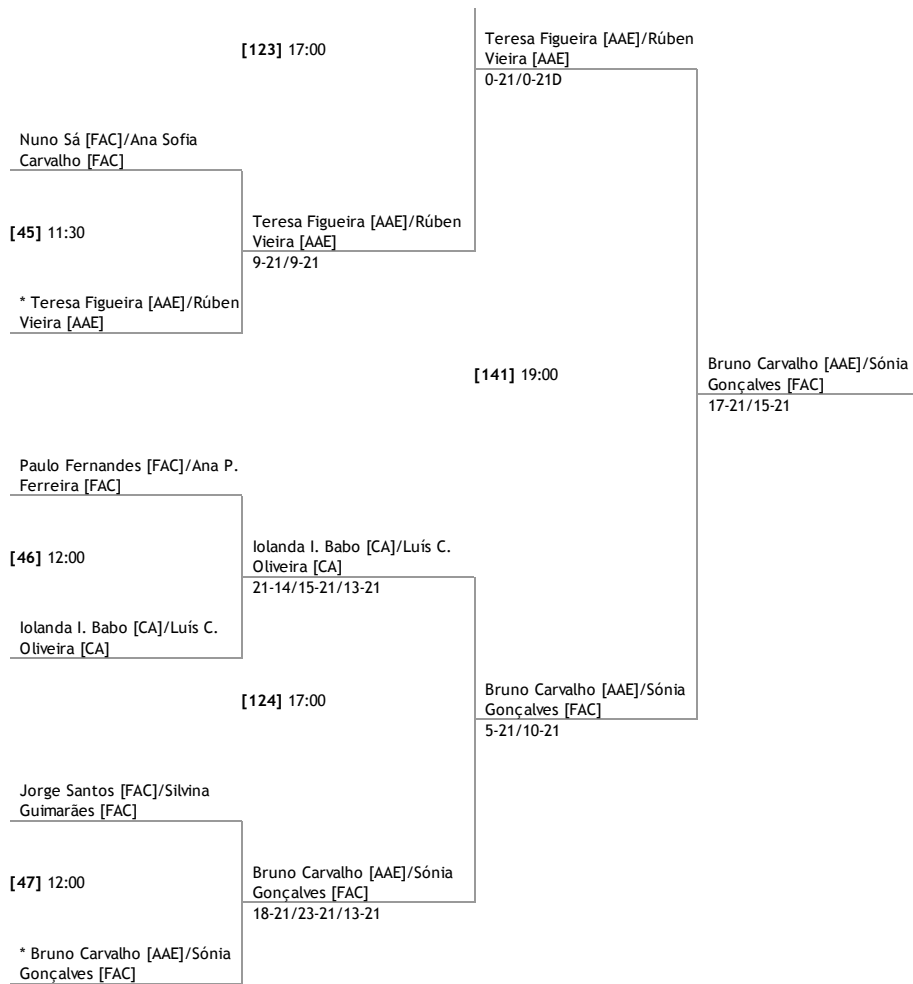 Teresa Figueira [AAE]/Rúben
Vieira [AAE]
[123] 17:00
0-21/0-21D
Nuno Sá [FAC]/Ana Sofia
Carvalho [FAC]
[45] 11:30
Teresa Figueira [AAE]/Rúben
Vieira [AAE]
9-21/9-21
* Teresa Figueira [AAE]/Rúben
Vieira [AAE]
[141] 19:00
Bruno Carvalho [AAE]/Sónia
Gonçalves [FAC]
17-21/15-21
Paulo Fernandes [FAC]/Ana P.
Ferreira [FAC]
[46] 12:00
Iolanda I. Babo [CA]/Luís C.
Oliveira [CA]
21-14/15-21/13-21
Iolanda I. Babo [CA]/Luís C.
Oliveira [CA]
[124] 17:00
Bruno Carvalho [AAE]/Sónia
Gonçalves [FAC]
5-21/10-21
Jorge Santos [FAC]/Silvina
Guimarães [FAC]
[47] 12:00
Bruno Carvalho [AAE]/Sónia
Gonçalves [FAC]
18-21/23-21/13-21
* Bruno Carvalho [AAE]/Sónia
Gonçalves [FAC]